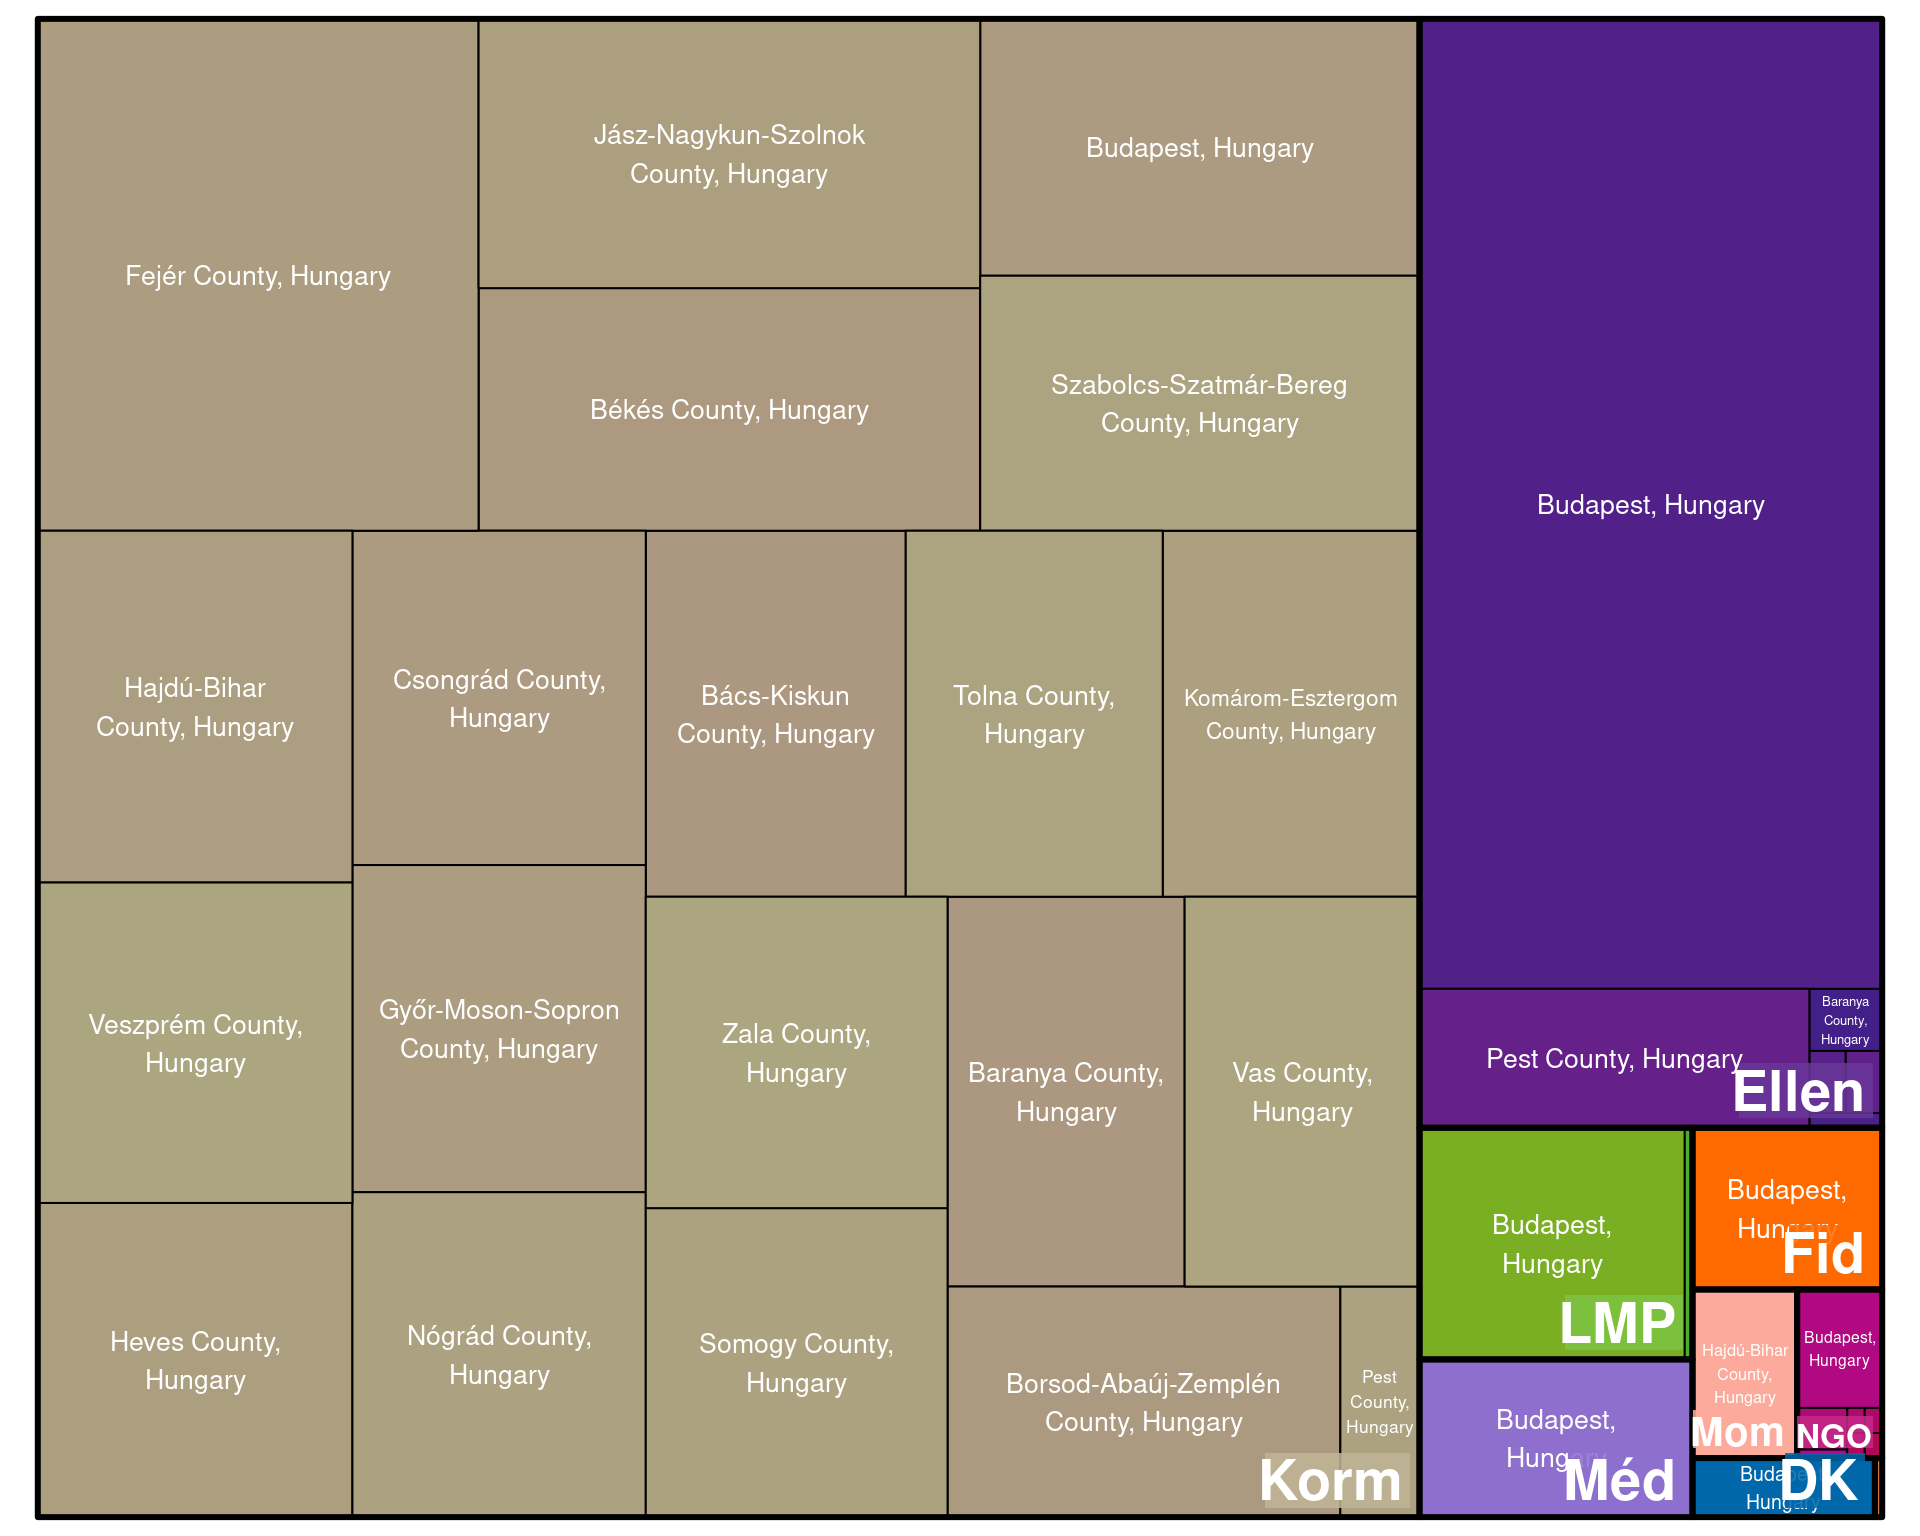 Fejér County, Hungary
Jász-Nagykun-Szolnok
County, Hungary
Budapest, Hungary
Békés County, Hungary
Szabolcs-Szatmár-Bereg
County, Hungary
Hajdú-Bihar
County, Hungary
Csongrád County,
Hungary
Bács-Kiskun
County, Hungary
Tolna County,
Hungary
Komárom-Esztergom
County, Hungary
Veszprém County,
Hungary
Győr-Moson-Sopron
County, Hungary
Zala County,
Hungary
Baranya County,
Hungary
Vas County,
Hungary
Heves County,
Hungary
Nógrád County,
Hungary
Somogy County,
Hungary
Borsod-Abaúj-Zemplén
County, Hungary
Pest
County,
Hungary
Korm
Budapest, Hungary
Pest County, Hungary
Baranya
County,
Hungary
Ellen
Budapest,
Hungary
LMP
Budapest,
Hungary
Fid
Budapest,
Hungary
Méd
Hajdú-Bihar
County,
Hungary
Mom
Budapest,
Hungary
NGO
Budapest,
Hungary
DK